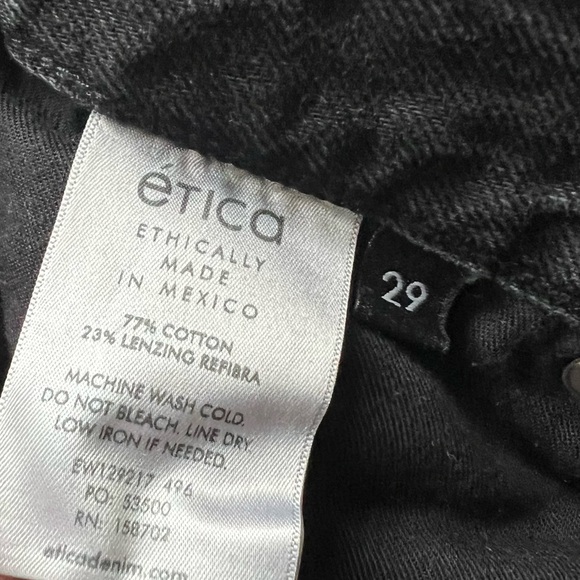 éTICA
ETHICALLY
MADE
IN MEXICO
77% COTTON
23% LENZING REFIBRA
MACHINE WASH COLD.
DO NOT BLEACH. LINE DRY.
LOW IRON IF NEEDED.
EW129217 496
PO: 53500
RN: 158702
eticadenim.com
29